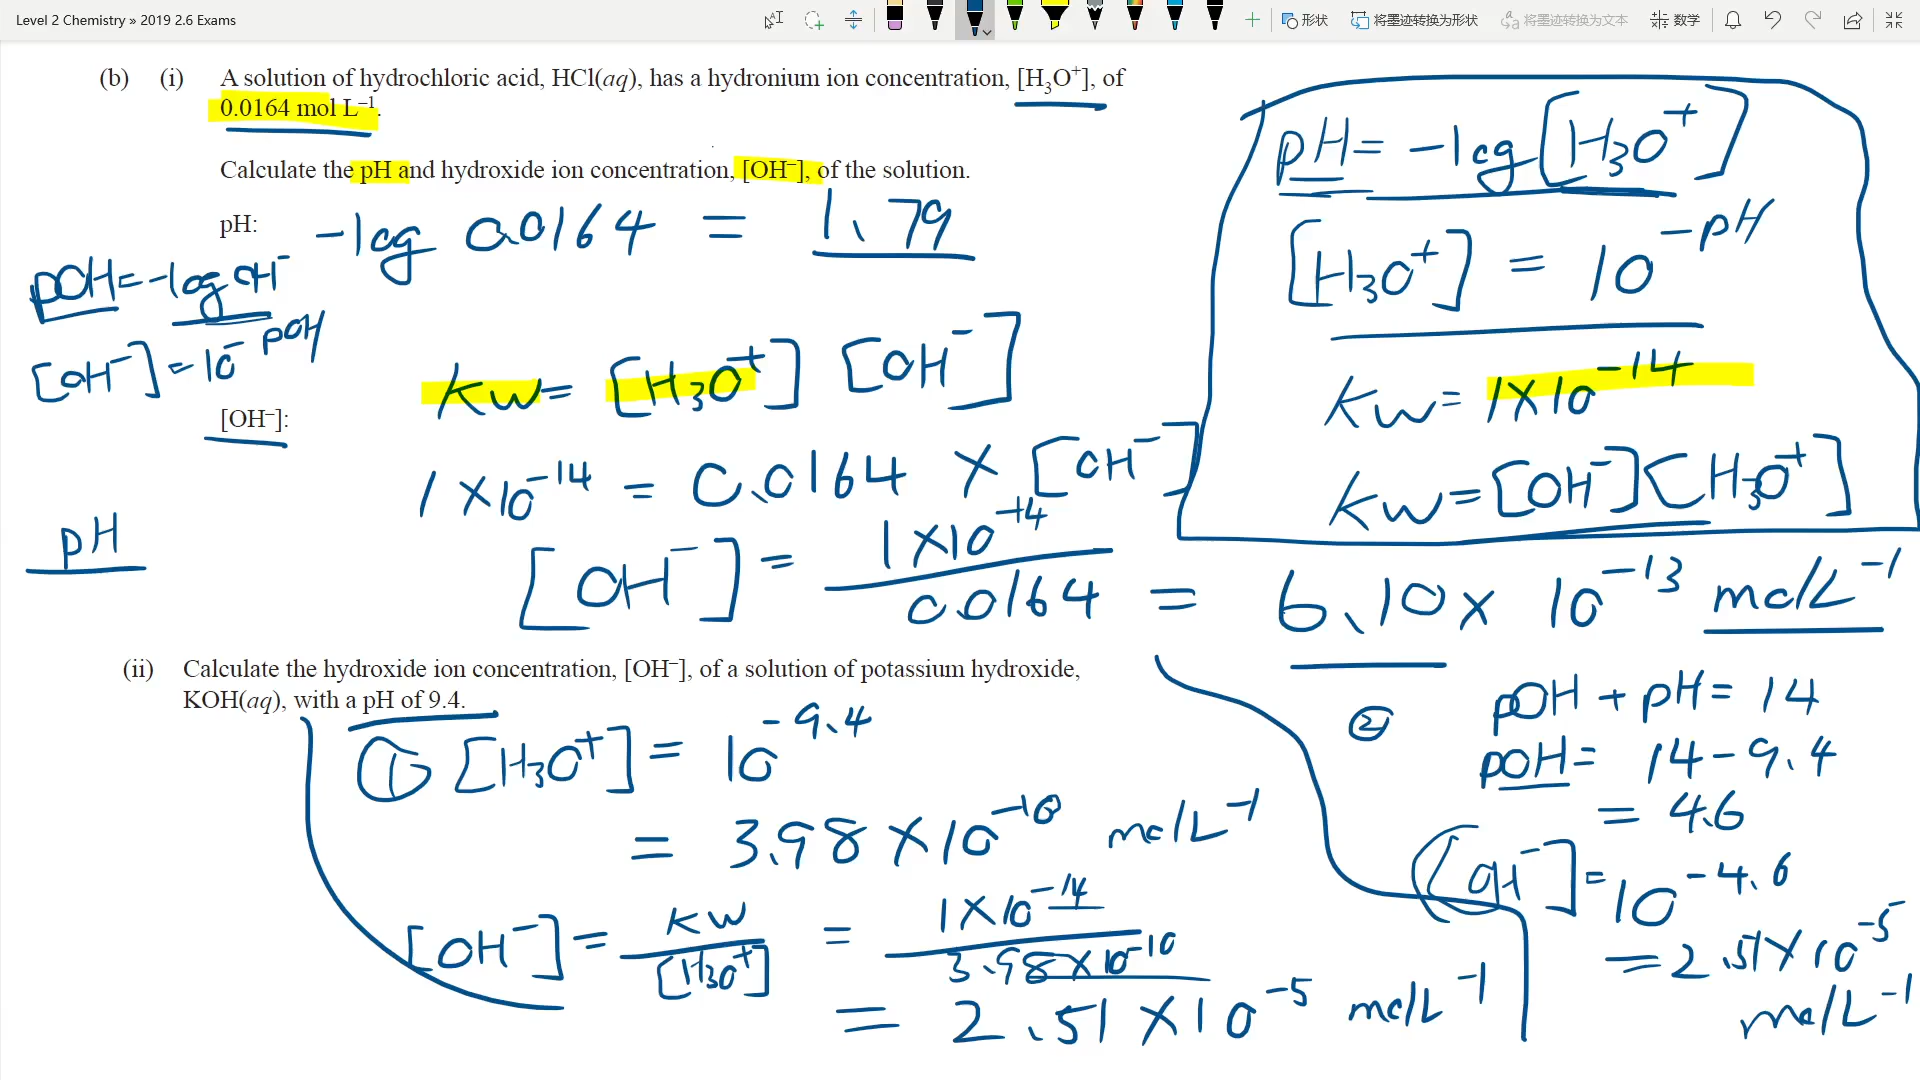 Level 2 Chemistry » 2019 2.6 Exams
形状
将墨迹转换为形状
将墨迹转换为文本
数学
(b) (i) A solution of hydrochloric acid, HCl(aq), has a hydronium ion concentration, [H₃O⁺], of
0.0164 mol L⁻¹.
Calculate the pH and hydroxide ion concentration, [OH⁻], of the solution.
pH: -log 0.0164 = 1.79
pOH = -log OH⁻
[OH⁻] = 10⁻ᵖᴼᴴ
kw = [H₃O⁺] [OH⁻]
[OH⁻]:
1 × 10⁻¹⁴ = 0.0164 × [OH⁻]
pH
[OH⁻] = 1 × 10⁻¹⁴ / 0.0164 = 6.10 × 10⁻¹³ mol L⁻¹
pH = -log [H₃O⁺]
[H₃O⁺] = 10⁻ᵖᴴ
kw = 1 × 10⁻¹⁴
kw = [OH⁻] [H₃O⁺]
(ii) Calculate the hydroxide ion concentration, [OH⁻], of a solution of potassium hydroxide,
KOH(aq), with a pH of 9.4.
① [H₃O⁺] = 10^-9.4
= 3.98 × 10⁻¹⁰ mol L⁻¹
[OH⁻] = kw / [H₃O⁺] = 1 × 10⁻¹⁴ / 3.98 × 10⁻¹⁰
= 2.51 × 10⁻⁵ mol L⁻¹
② pOH + pH = 14
pOH = 14 - 9.4
= 4.6
[OH⁻] = 10^-4.6
= 2.51 × 10⁻⁵
mol L⁻¹